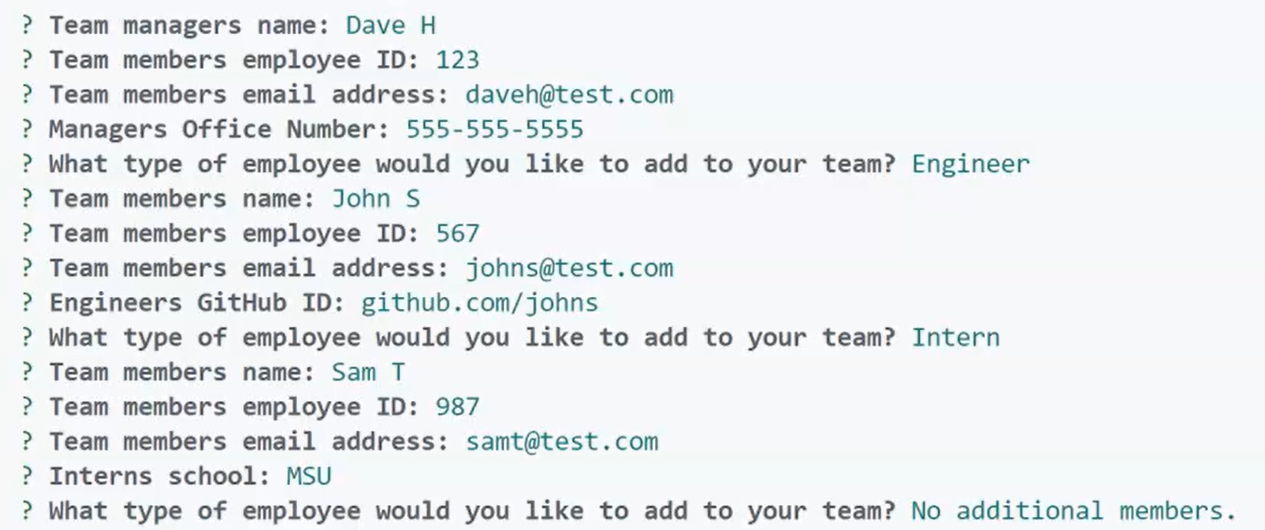 ? Team managers name: Dave H
? Team members employee ID: 123
? Team members email address: daveh@test.com
? Managers Office Number: 555-555-5555
? What type of employee would you like to add to your team? Engineer
? Team members name: John S
? Team members employee ID: 567
? Team members email address: johns@test.com
? Engineers GitHub ID: github.com/johns
? What type of employee would you like to add to your team? Intern
? Team members name: Sam T
? Team members employee ID: 987
? Team members email address: samt@test.com
? Interns school: MSU
? What type of employee would you like to add to your team? No additional members.